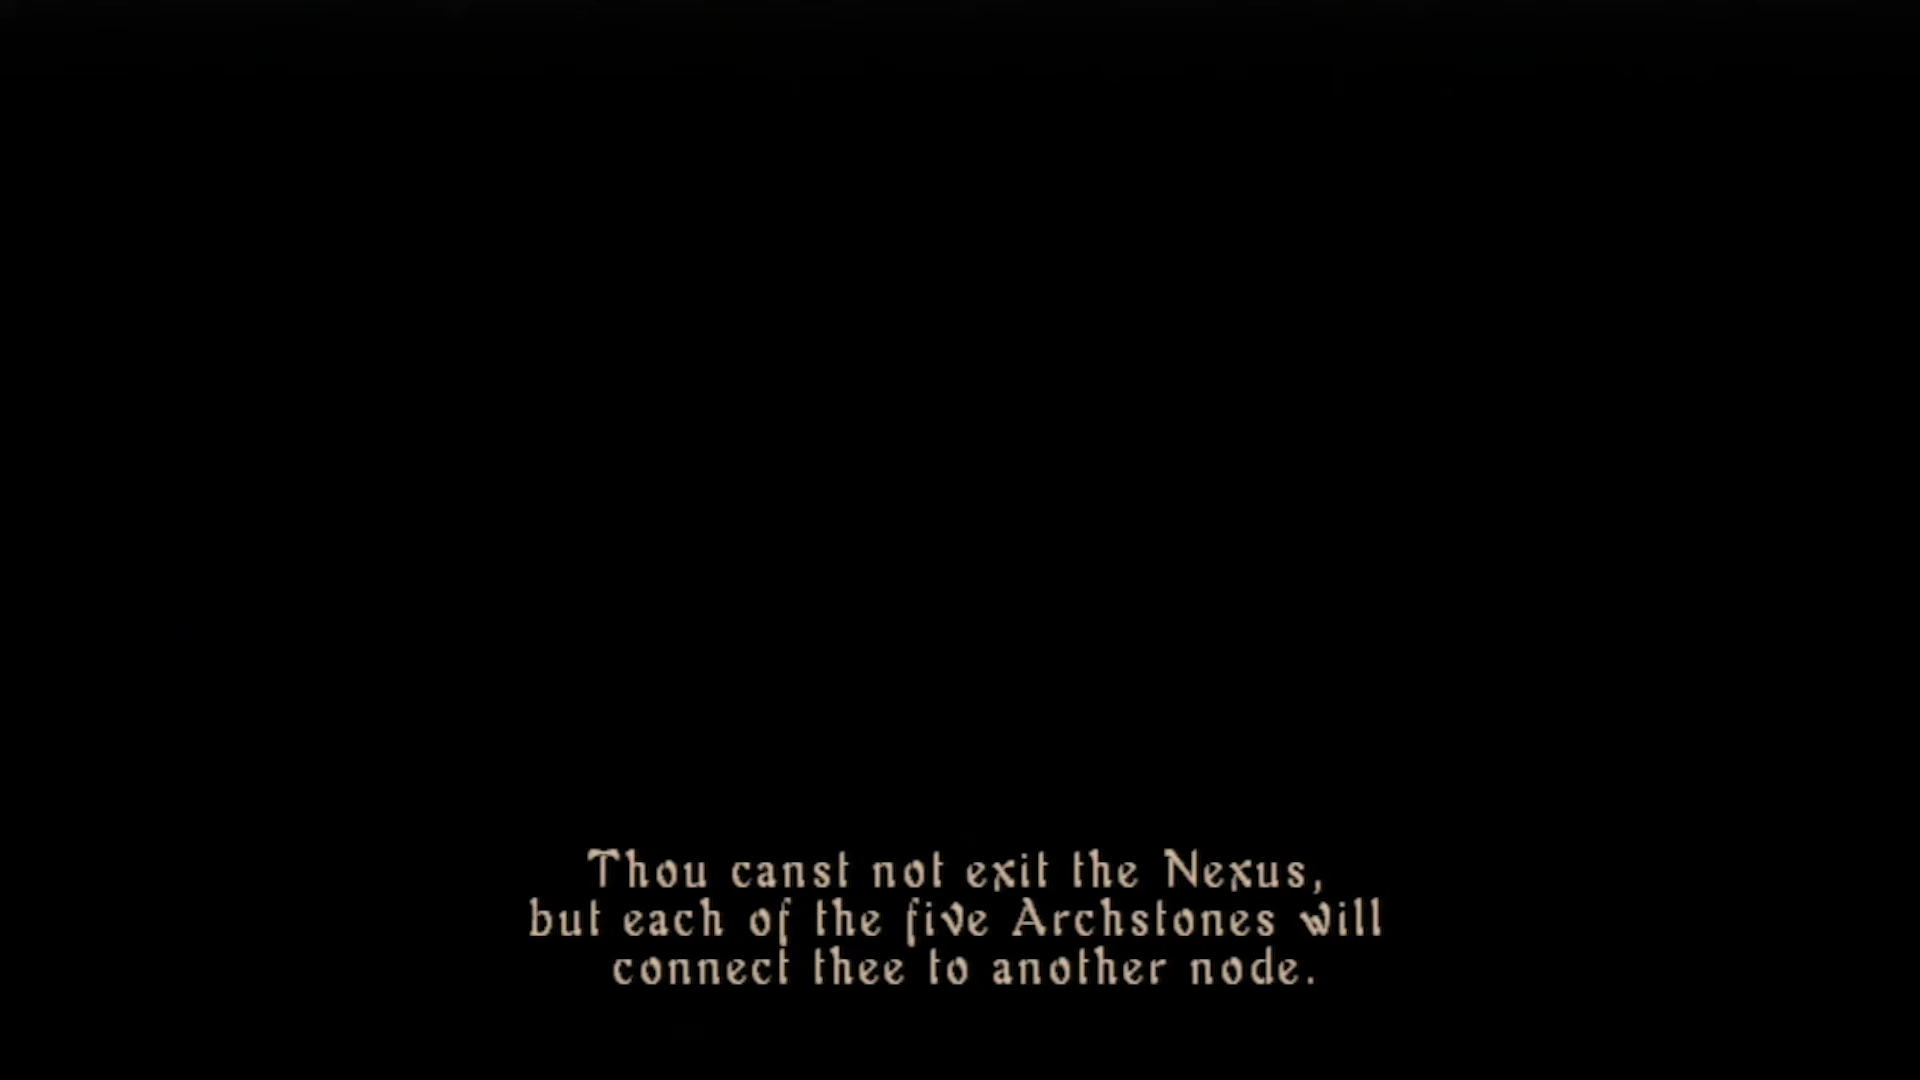 Thou canst not exit the Nexus,
but each of the five Archstones will
connect thee to another node.